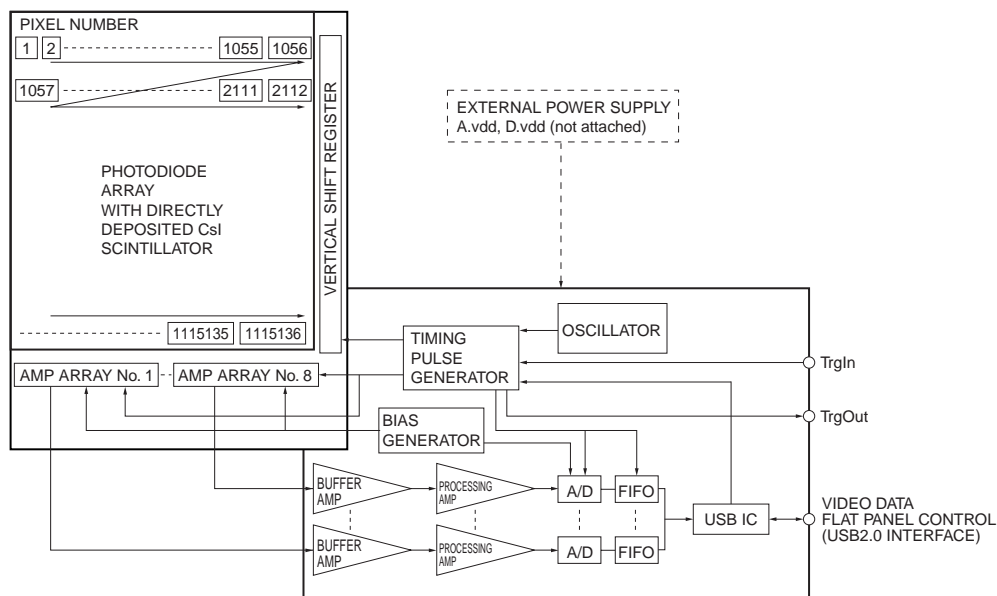 PIXEL NUMBER
1 2 1055 1056
1057 2111 2112
PHOTODIODE
ARRAY
WITH DIRECTLY
DEPOSITED CsI
SCINTILLATOR
1115135 1115136
VERTICAL SHIFT REGISTER
EXTERNAL POWER SUPPLY
A.vdd, D.vdd (not attached)
AMP ARRAY No. 1
AMP ARRAY No. 8
TIMING
PULSE
GENERATOR
OSCILLATOR
TrgIn
TrgOut
BIAS
GENERATOR
BUFFER
AMP
PROCESSING
AMP
A/D
FIFO
BUFFER
AMP
PROCESSING
AMP
A/D
FIFO
USB IC
VIDEO DATA
FLAT PANEL CONTROL
(USB2.0 INTERFACE)